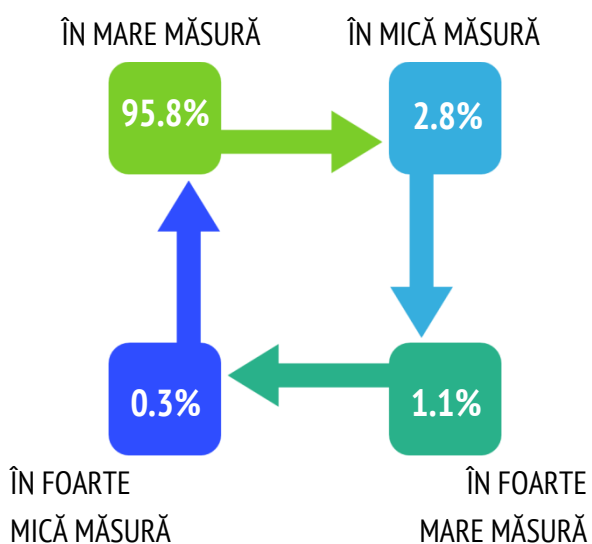 ÎN MARE MĂSURĂ
ÎN MICĂ MĂSURĂ
95.8%
2.8%
0.3%
1.1%
ÎN FOARTE
MICĂ MĂSURĂ
ÎN FOARTE
MARE MĂSURĂ